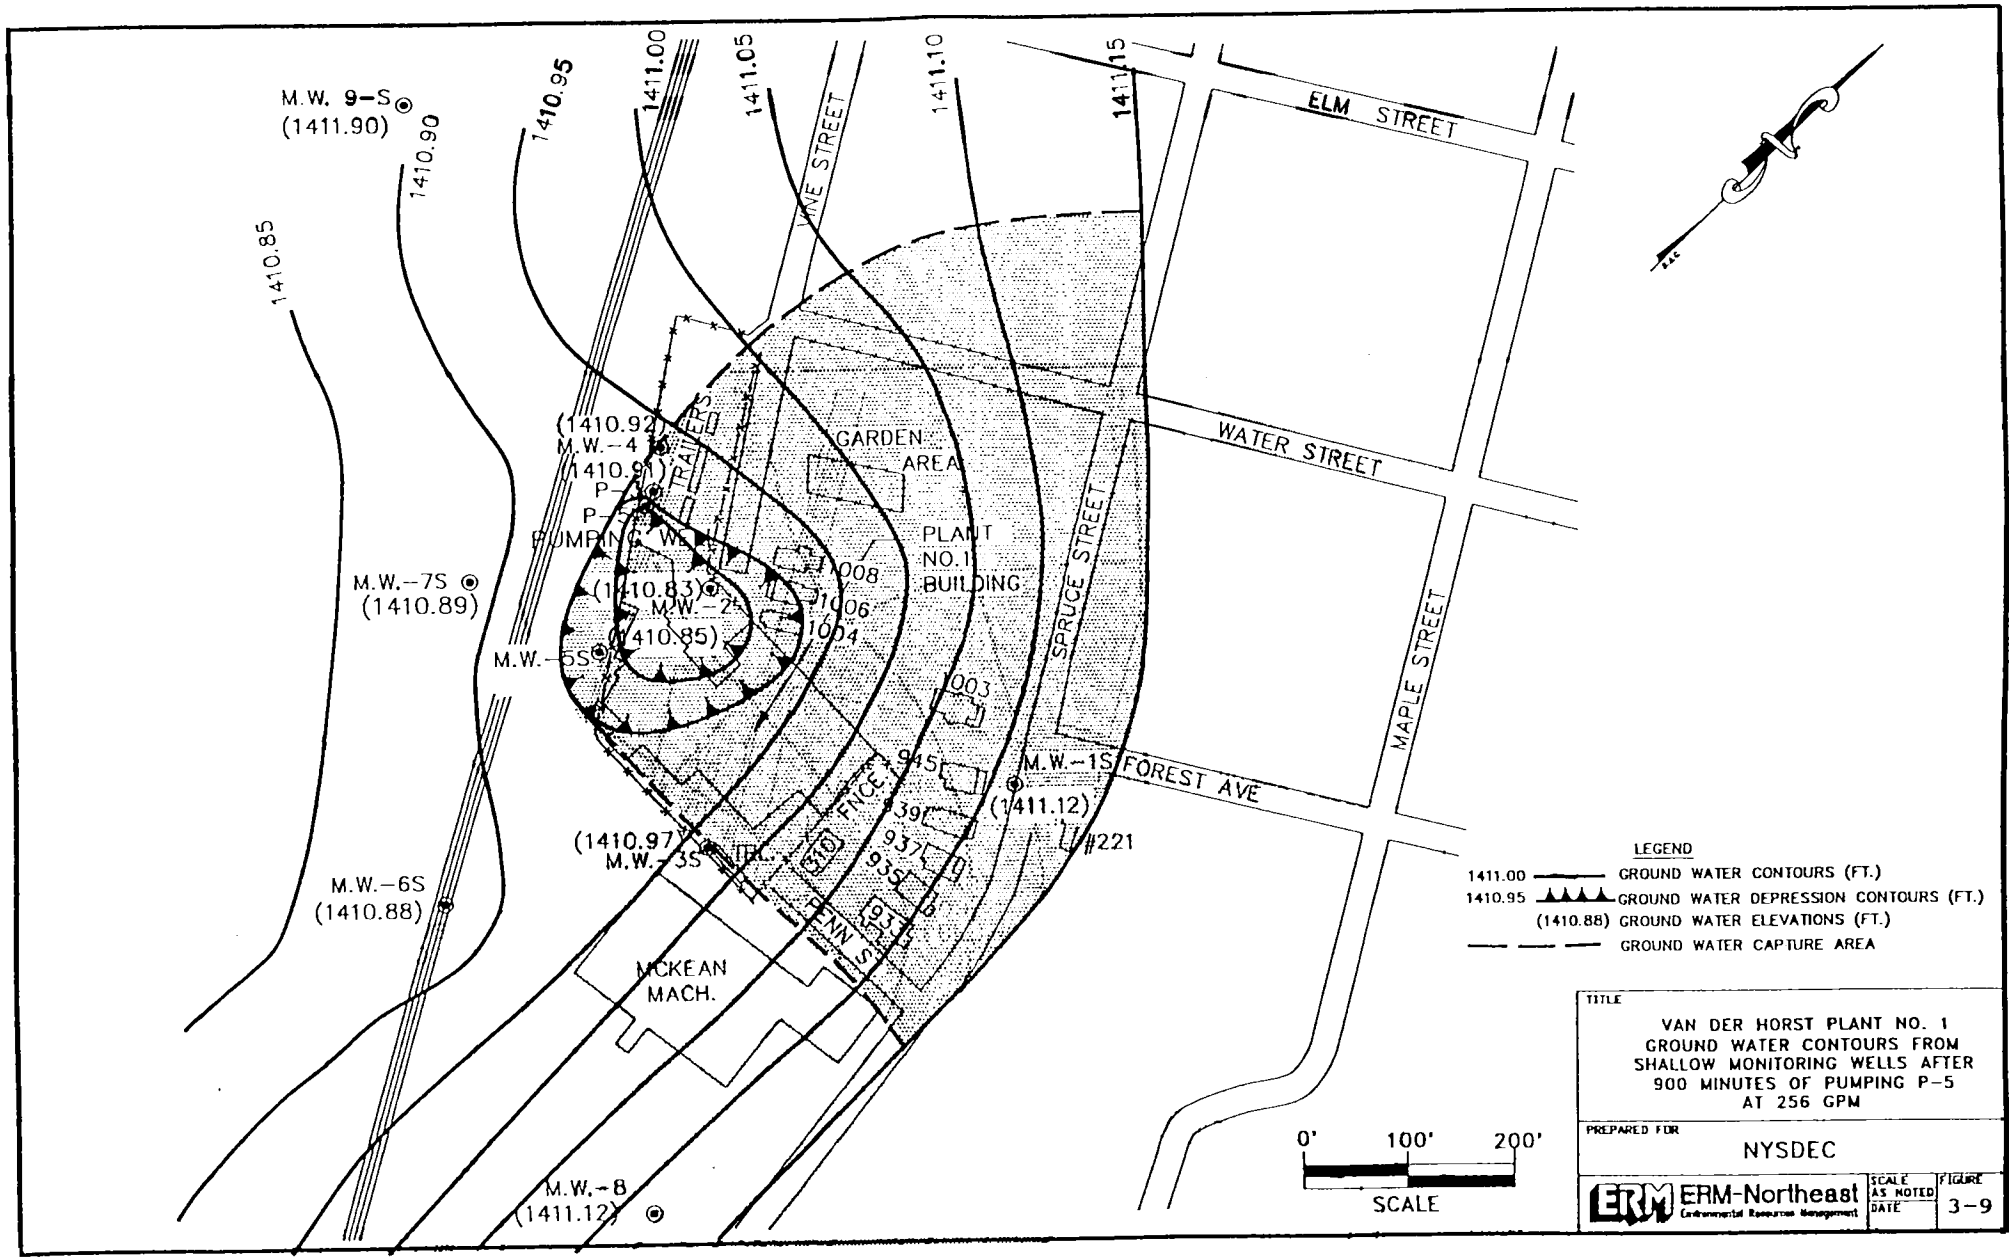 1411.00
1411.05
1411.10
1411.15
1410.95
1410.90
1410.85
M.W. 9-S
(1411.90)
VINE STREET
ELM STREET
(1410.92)
M.W.-4
(1410.91)
TRAILERS
P-5
PUMPING WELL
GARDEN
AREA
WATER STREET
PLANT
NO.1
BUILDING
1008
1006
1004
SPRUCE STREET
MAPLE STREET
M.W.-7S
(1410.89)
(1410.83)
M.W.-2
(1410.85)
M.W.-5S
1003
945
M.W.-1S
FOREST AVE
(1411.12)
FNCE.
939
937
935
933
310
#221
(1410.97)
M.W.-3S
TEL.
PENN S
M.W.-6S
(1410.88)
MCKEAN
MACH.
M.W.-8
(1411.12)
LEGEND
1411.00 GROUND WATER CONTOURS (FT.)
1410.95 GROUND WATER DEPRESSION CONTOURS (FT.)
(1410.88) GROUND WATER ELEVATIONS (FT.)
GROUND WATER CAPTURE AREA
0' 100' 200'
SCALE
TITLE
VAN DER HORST PLANT NO. 1
GROUND WATER CONTOURS FROM
SHALLOW MONITORING WELLS AFTER
900 MINUTES OF PUMPING P-5
AT 256 GPM
PREPARED FOR
NYSDEC
ERM ERM-Northeast
Environmental Resources Management
SCALE
AS NOTED
DATE
FIGURE
3-9